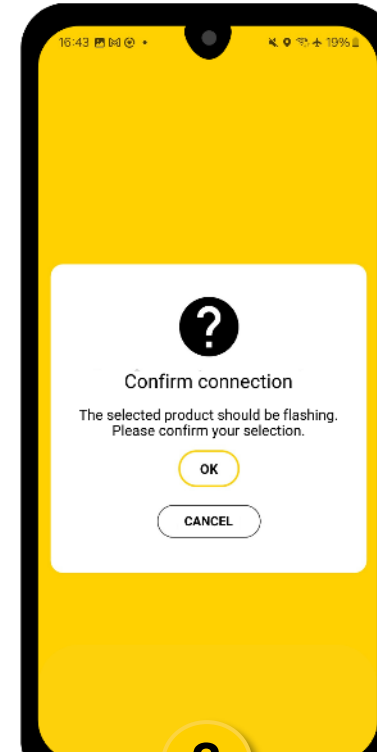 16:43 19%
?
Confirm connection
The selected product should be flashing.
Please confirm your selection.
OK
CANCEL